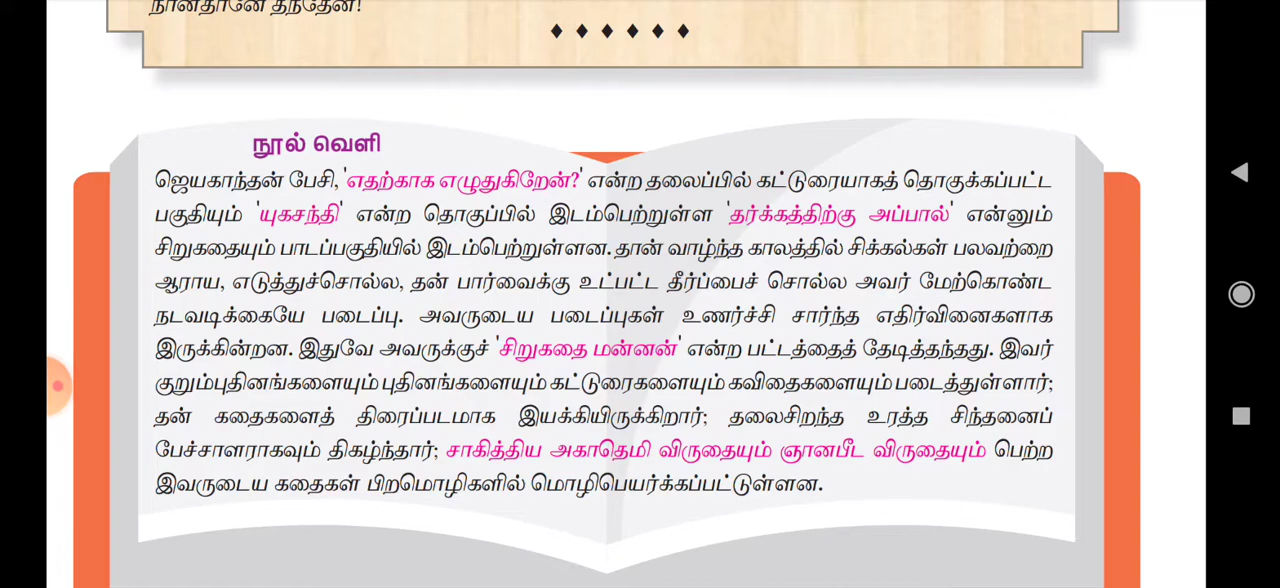 நான்தானே தந்தேன்!
நூல் வெளி
ஜெயகாந்தன் பேசி, 'எதற்காக எழுதுகிறேன்?' என்ற தலைப்பில் கட்டுரையாகத் தொகுக்கப்பட்ட
பகுதியும் 'யுகசந்தி' என்ற தொகுப்பில் இடம்பெற்றுள்ள 'தர்க்கத்திற்கு அப்பால்' என்னும்
சிறுகதையும் பாடப்பகுதியில் இடம்பெற்றுள்ளன. தான் வாழ்ந்த காலத்தில் சிக்கல்கள் பலவற்றை
ஆராய, எடுத்துச்சொல்ல, தன் பார்வைக்கு உட்பட்ட தீர்ப்பைச் சொல்ல அவர் மேற்கொண்ட
நடவடிக்கையே படைப்பு. அவருடைய படைப்புகள் உணர்ச்சி சார்ந்த எதிர்வினைகளாக
இருக்கின்றன. இதுவே அவருக்குச் 'சிறுகதை மன்னன்' என்ற பட்டத்தைத் தேடித்தந்தது. இவர்
குறும்புதினங்களையும் புதினங்களையும் கட்டுரைகளையும் கவிதைகளையும் படைத்துள்ளார்;
தன் கதைகளைத் திரைப்படமாக இயக்கியிருக்கிறார்; தலைசிறந்த உரத்த சிந்தனைப்
பேச்சாளராகவும் திகழ்ந்தார்; சாகித்திய அகாதெமி விருதையும் ஞானபீட விருதையும் பெற்ற
இவருடைய கதைகள் பிறமொழிகளில் மொழிபெயர்க்கப்பட்டுள்ளன.